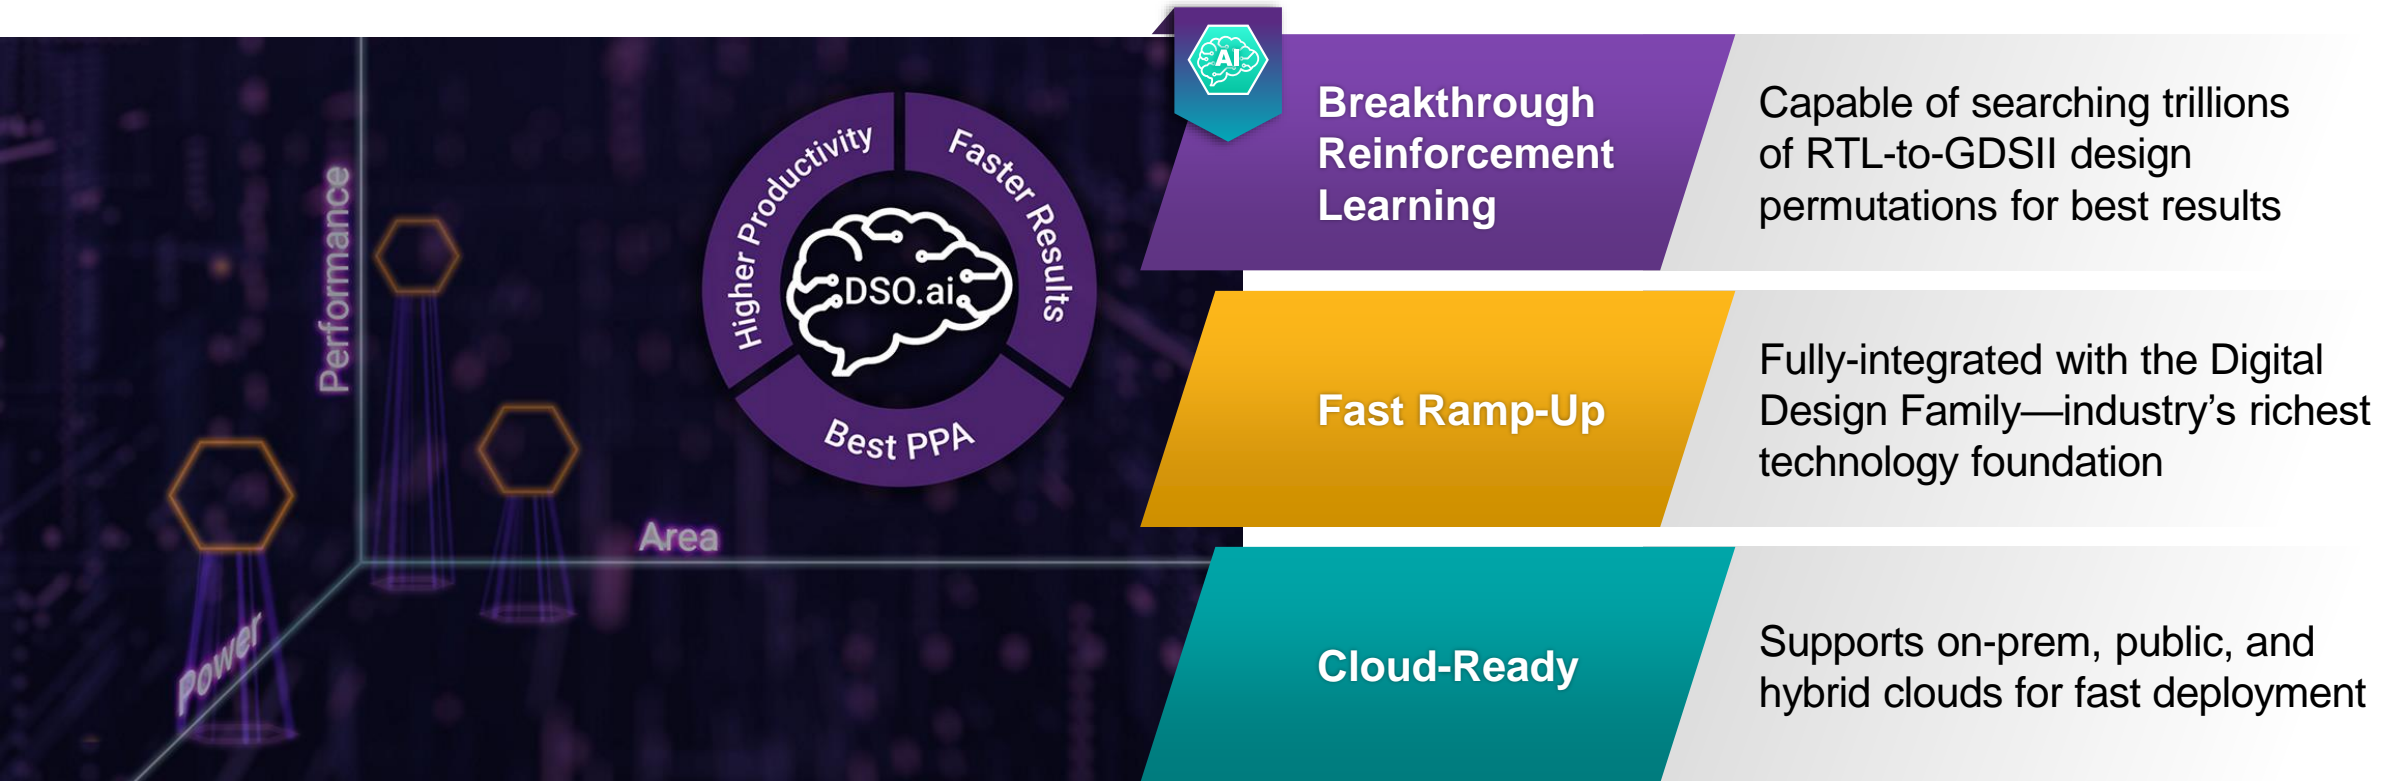 Performance
Power
Area
Higher Productivity
Faster Results
Best PPA
DSO.ai
AI
Breakthrough
Reinforcement
Learning
Capable of searching trillions
of RTL-to-GDSII design
permutations for best results
Fast Ramp-Up
Fully-integrated with the Digital
Design Family—industry’s richest
technology foundation
Cloud-Ready
Supports on-prem, public, and
hybrid clouds for fast deployment